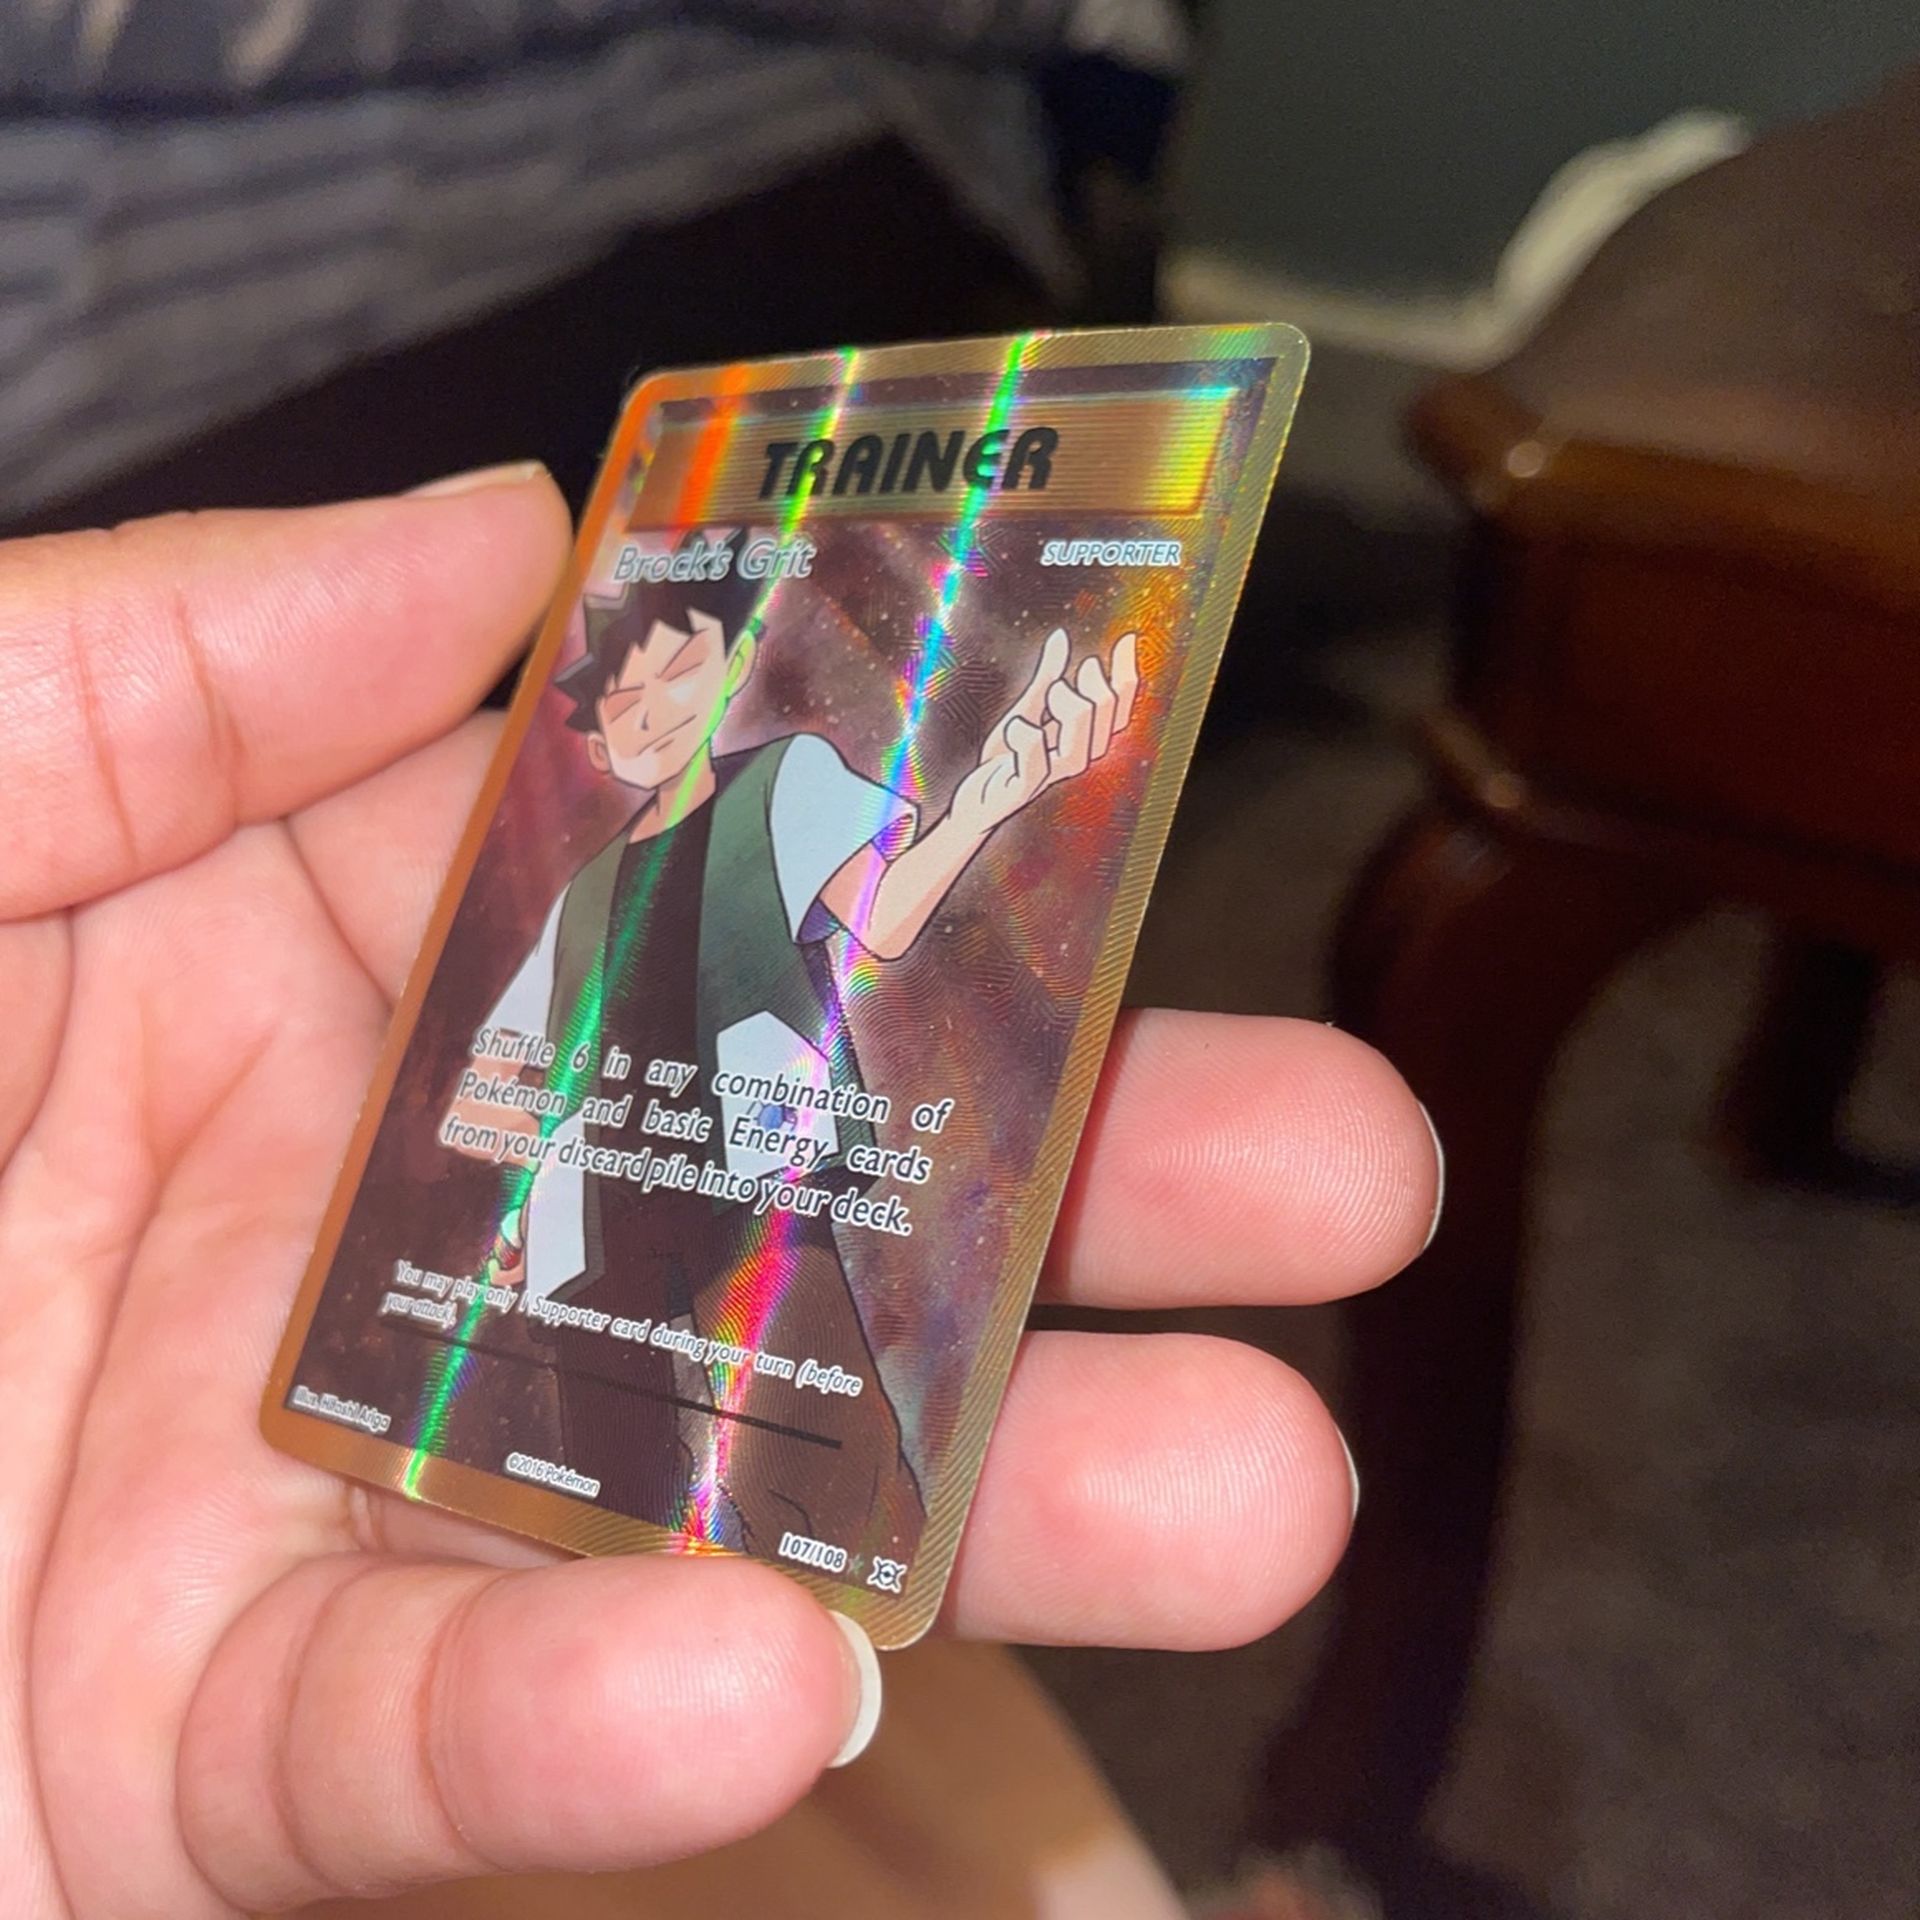 TRAINER
Brock's Grit SUPPORTER
Shuffle 6 in any combination of
Pokémon and basic Energy cards
from your discard pile into your deck.
You may play only 1 Supporter card during your turn (before
your attack).
Illus. Hitoshi Ariga
©2016 Pokémon
107/108